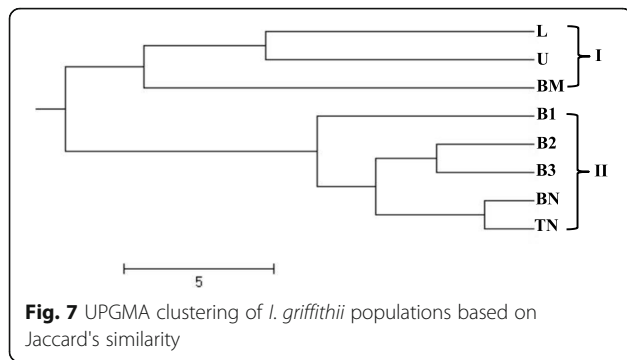 L
U
I
BM
B1
B2
B3
II
BN
TN
5
Fig. 7 UPGMA clustering of I. griffithii populations based on
Jaccard's similarity